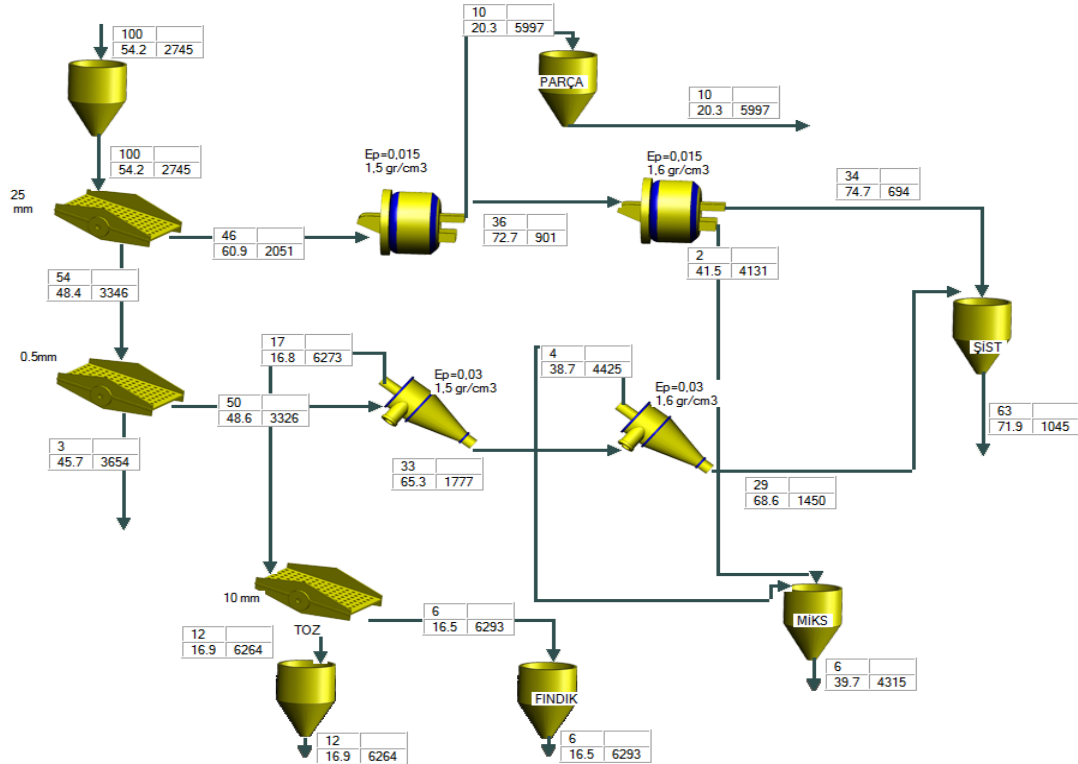 100
54.2 2745
10
20.3 5997
PARÇA
10
20.3 5997
100
54.2 2745
25
mm
Ep=0,015
1,5 gr/cm3
Ep=0,015
1,6 gr/cm3
34
74.7 694
46
60.9 2051
36
72.7 901
2
41.5 4131
54
48.4 3346
ŞİST
0.5mm
17
16.8 6273
Ep=0,03
1,5 gr/cm3
4
38.7 4425
Ep=0,03
1,6 gr/cm3
50
48.6 3326
63
71.9 1045
3
45.7 3654
33
65.3 1777
29
68.6 1450
10 mm
TOZ
6
16.5 6293
MİKS
12
16.9 6264
6
39.7 4315
FINDIK
12
16.9 6264
6
16.5 6293